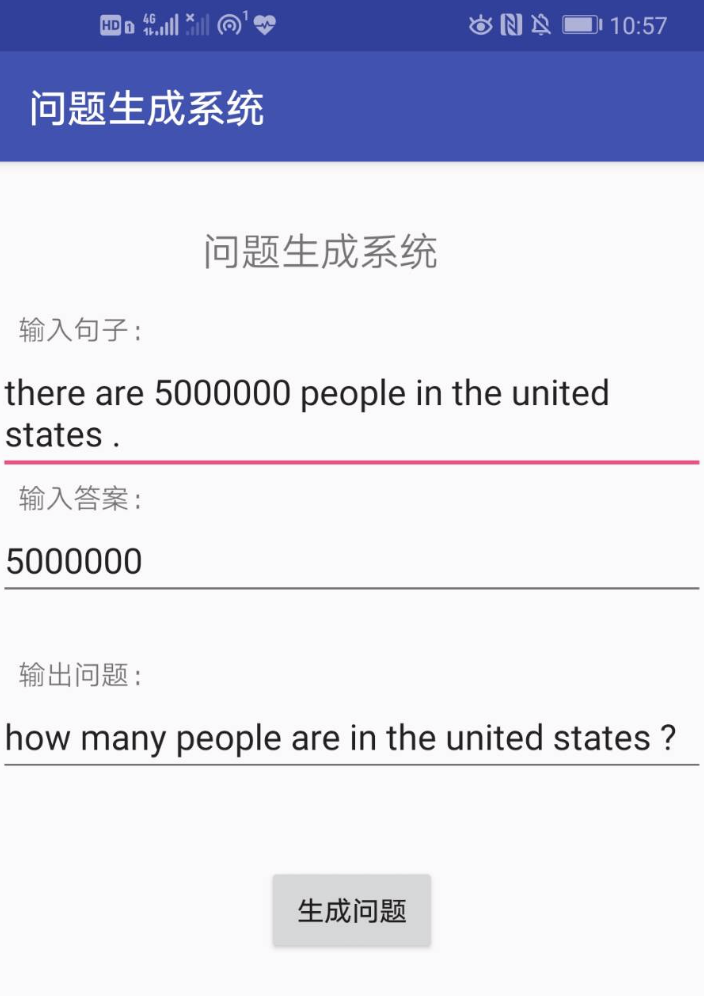 HD 4G 1 10:57
问题生成系统
问题生成系统
输入句子:
there are 5000000 people in the united
states .
输入答案:
5000000
输出问题:
how many people are in the united states ?
生成问题